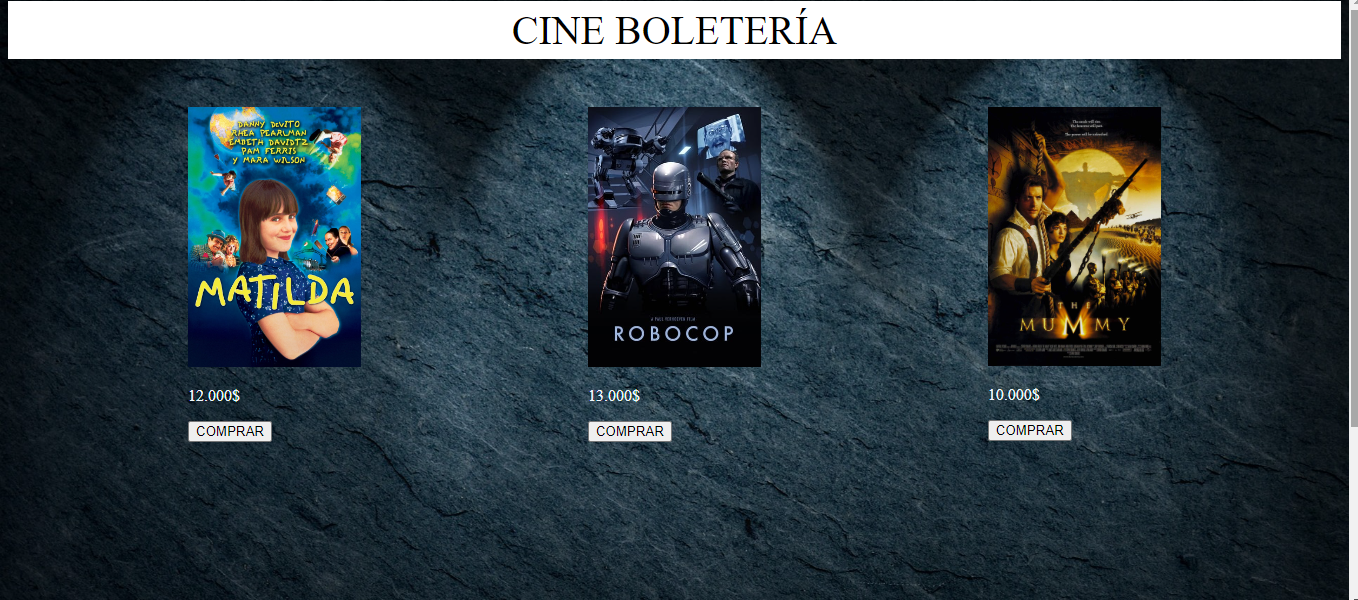 CINE BOLETERÍA
DANNY DEVITO
RHEA PEARLMAN
EMBETH DAVIDTZ
PAM FERRIS
Y MARA WILSON
MATILDA
12.000$
COMPRAR
A PAUL VERHOEVEN FILM
ROBOCOP
13.000$
COMPRAR
THE
MUMMY
10.000$
COMPRAR